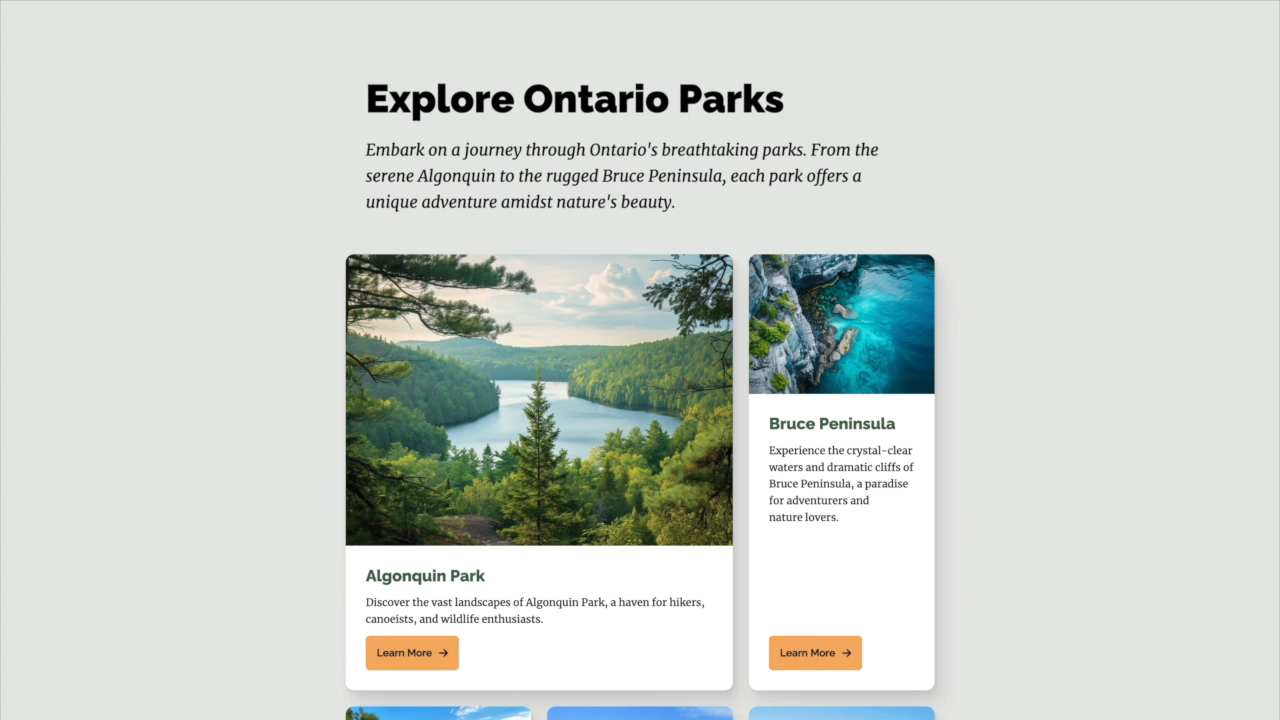 Explore Ontario Parks
Embark on a journey through Ontario's breathtaking parks. From the
serene Algonquin to the rugged Bruce Peninsula, each park offers a
unique adventure amidst nature's beauty.
Algonquin Park
Discover the vast landscapes of Algonquin Park, a haven for hikers,
canoeists, and wildlife enthusiasts.
Learn More
Bruce Peninsula
Experience the crystal-clear
waters and dramatic cliffs of
Bruce Peninsula, a paradise
for adventurers and
nature lovers.
Learn More